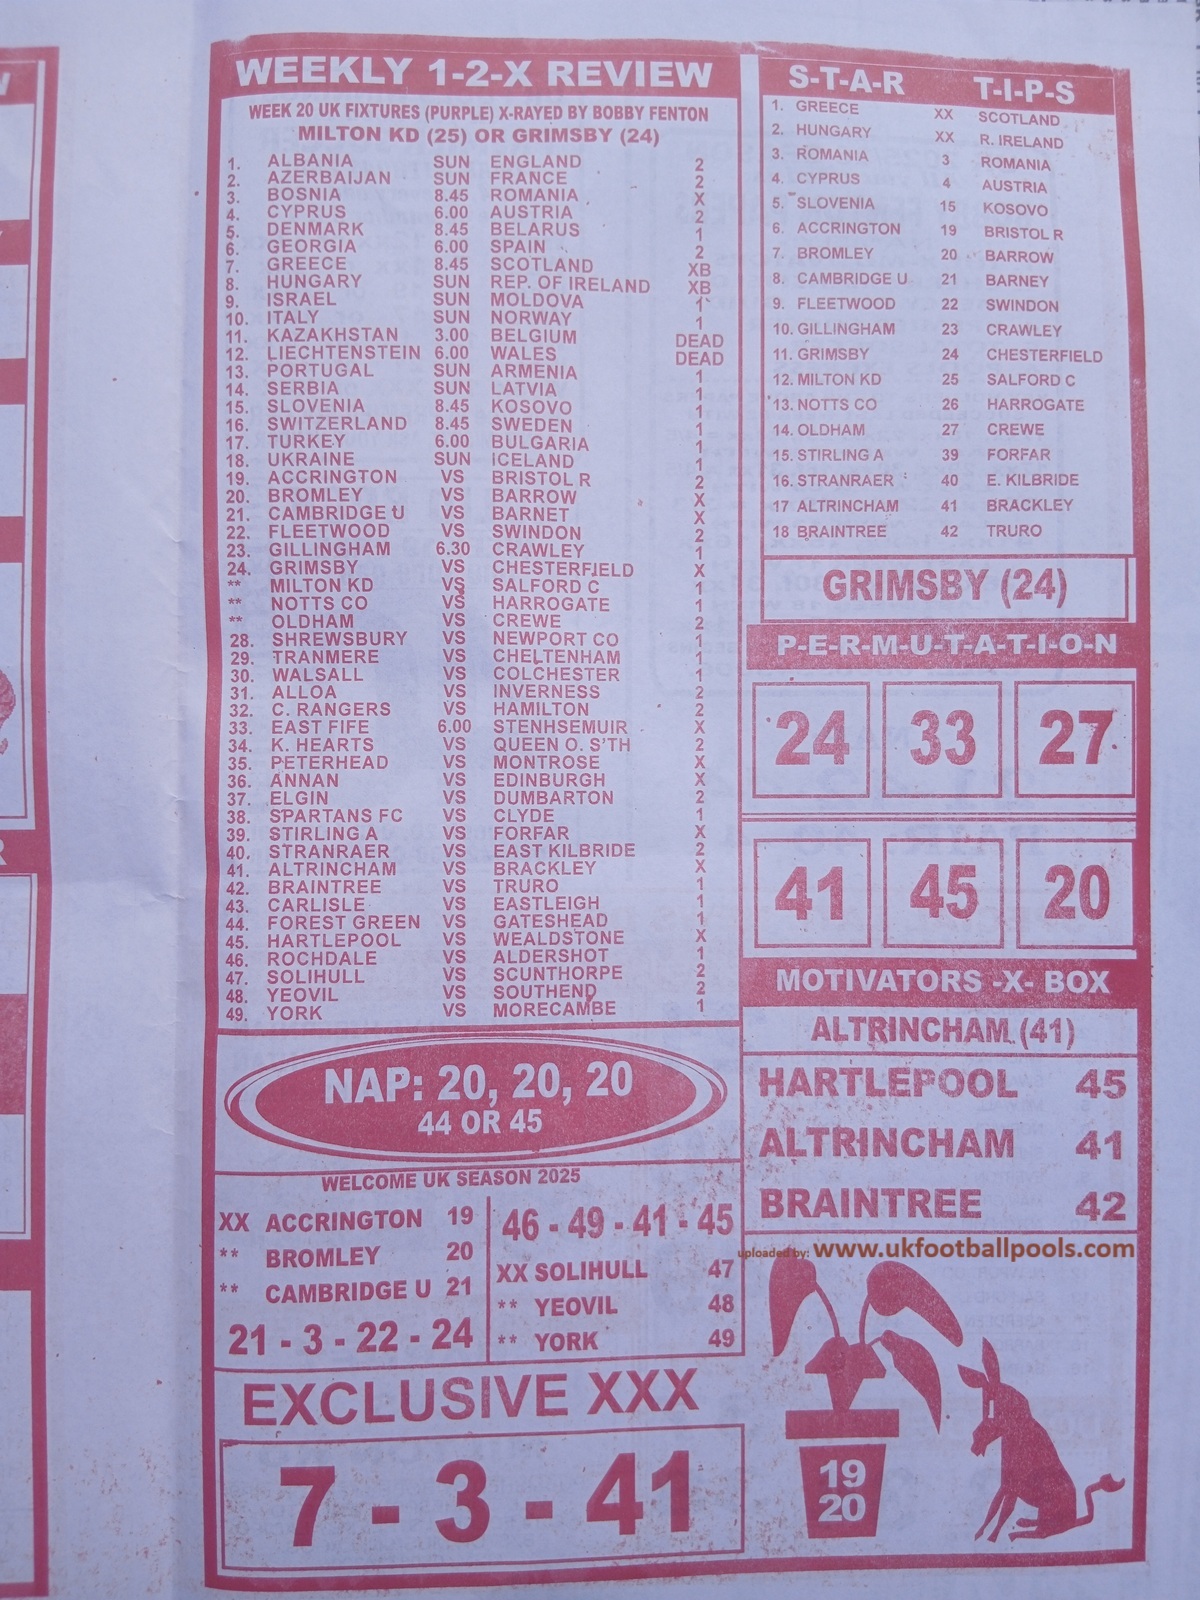 WEEKLY 1-2-X REVIEW
WEEK 20 UK FIXTURES (PURPLE) X-RAYED BY BOBBY FENTON
MILTON KD (25) OR GRIMSBY (24)
1. ALBANIA SUN ENGLAND 2
2. AZERBAIJAN SUN FRANCE 2
3. BOSNIA 8.45 ROMANIA X
4. CYPRUS 6.00 AUSTRIA 2
5. DENMARK 8.45 BELARUS 1
6. GEORGIA 6.00 SPAIN 2
7. GREECE 8.45 SCOTLAND XB
8. HUNGARY SUN REP. OF IRELAND XB
9. ISRAEL SUN MOLDOVA 1
10. ITALY SUN NORWAY 1
11. KAZAKHSTAN 3.00 BELGIUM DEAD
12. LIECHTENSTEIN 6.00 WALES DEAD
13. PORTUGAL SUN ARMENIA 1
14. SERBIA SUN LATVIA 1
15. SLOVENIA 8.45 KOSOVO 1
16. SWITZERLAND 8.45 SWEDEN 1
17. TURKEY 6.00 BULGARIA 1
18. UKRAINE SUN ICELAND 1
19. ACCRINGTON VS BRISTOL R 2
20. BROMLEY VS BARROW X
21. CAMBRIDGE U VS BARNET X
22. FLEETWOOD VS SWINDON 2
23. GILLINGHAM 6.30 CRAWLEY 1
24. GRIMSBY VS CHESTERFIELD X
** MILTON KD VS SALFORD C 1
** NOTTS CO VS HARROGATE 1
** OLDHAM VS CREWE 2
28. SHREWSBURY VS NEWPORT CO 1
29. TRANMERE VS CHELTENHAM 1
30. WALSALL VS COLCHESTER 1
31. ALLOA VS INVERNESS 2
32. C. RANGERS VS HAMILTON 2
33. EAST FIFE 6.00 STENHSEMUIR X
34. K. HEARTS VS QUEEN O. S'TH 2
35. PETERHEAD VS MONTROSE X
36. ANNAN VS EDINBURGH X
37. ELGIN VS DUMBARTON 2
38. SPARTANS FC VS CLYDE 1
39. STIRLING A VS FORFAR X
40. STRANRAER VS EAST KILBRIDE 2
41. ALTRINCHAM VS BRACKLEY X
42. BRAINTREE VS TRURO 1
43. CARLISLE VS EASTLEIGH 1
44. FOREST GREEN VS GATESHEAD 1
45. HARTLEPOOL VS WEALDSTONE X
46. ROCHDALE VS ALDERSHOT 1
47. SOLIHULL VS SCUNTHORPE 2
48. YEOVIL VS SOUTHEND 2
49. YORK VS MORECAMBE 1
NAP: 20, 20, 20
44 OR 45
WELCOME UK SEASON 2025
XX ACCRINGTON 19
** BROMLEY 20
** CAMBRIDGE U 21
21 - 3 - 22 - 24
46 - 49 - 41 - 45
XX SOLIHULL 47
** YEOVIL 48
** YORK 49
EXCLUSIVE XXX
7 - 3 - 41
S-T-A-R T-I-P-S
1. GREECE XX SCOTLAND
2. HUNGARY XX R. IRELAND
3. ROMANIA 3 ROMANIA
4. CYPRUS 4 AUSTRIA
5. SLOVENIA 15 KOSOVO
6. ACCRINGTON 19 BRISTOL R
7. BROMLEY 20 BARROW
8. CAMBRIDGE U 21 BARNEY
9. FLEETWOOD 22 SWINDON
10. GILLINGHAM 23 CRAWLEY
11. GRIMSBY 24 CHESTERFIELD
12. MILTON KD 25 SALFORD C
13. NOTTS CO 26 HARROGATE
14. OLDHAM 27 CREWE
15. STIRLING A 39 FORFAR
16. STRANRAER 40 E. KILBRIDE
17 ALTRINCHAM 41 BRACKLEY
18 BRAINTREE 42 TRURO
GRIMSBY (24)
P-E-R-M-U-T-A-T-I-O-N
24 33 27
41 45 20
MOTIVATORS -X- BOX
ALTRINCHAM (41)
HARTLEPOOL 45
ALTRINCHAM 41
BRAINTREE 42
uploaded by: www.ukfootballpools.com
19
20